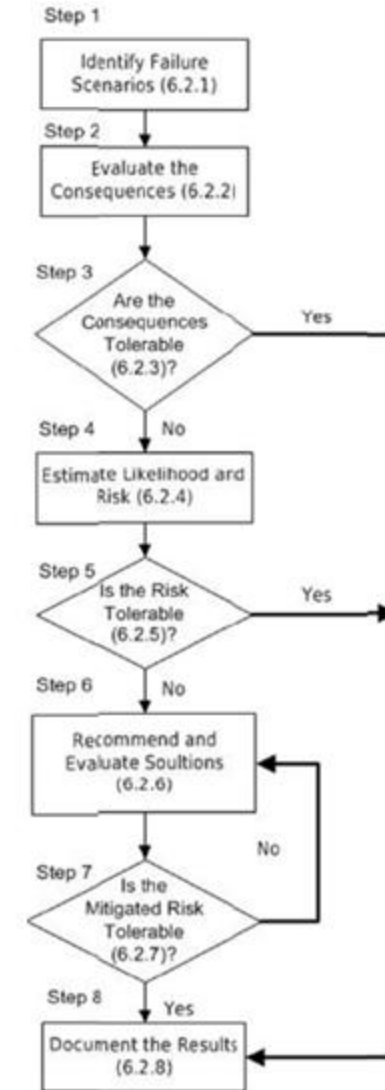 Step 1
Identify Failure
Scenarios (6.2.1)
Step 2
Evaluate the
Consequences (6.2.2)
Step 3
Are the
Consequences
Tolerable
(6.2.3)?
Yes
Step 4
No
Estimate Likelihood and
Risk (6.2.4)
Step 5
Is the Risk
Tolerable
(6.2.5)?
Yes
Step 6
No
Recommend and
Evaluate Soultions
(6.2.6)
No
Step 7
Is the
Mitigated Risk
Tolerable
(6.2.7)?
Step 8
Yes
Document the Results
(6.2.8)